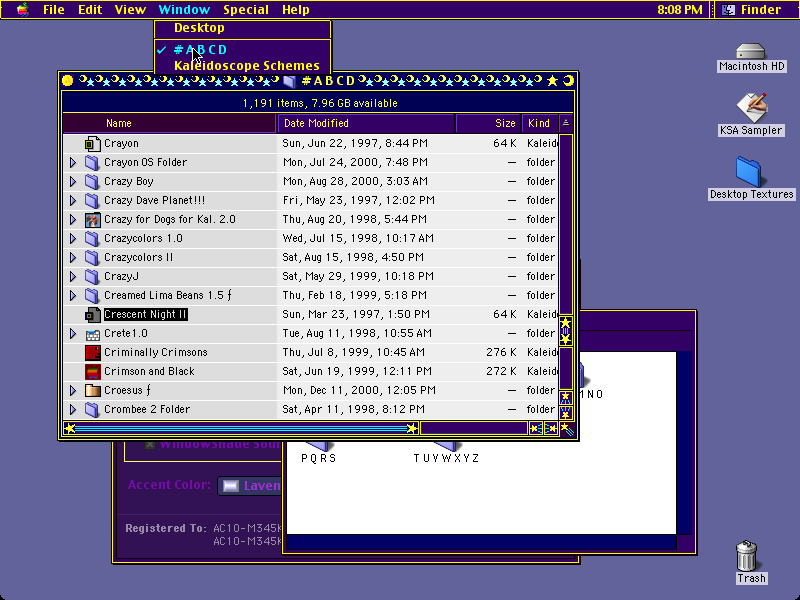 File Edit View Window Special Help 8:08 PM Finder
Desktop
✓ #ABCD
Kaleidoscope Schemes
#ABCD
1,191 items, 7.96 GB available
Name Date Modified Size Kind
Crayon Sun, Jun 22, 1997, 8:44 PM 64 K Kaleid
Crayon OS Folder Mon, Jul 24, 2000, 7:48 PM — folder
Crazy Boy Mon, Aug 28, 2000, 3:03 AM — folder
Crazy Dave Planet!!! Fri, May 23, 1997, 12:02 PM — folder
Crazy for Dogs for Kal. 2.0 Thu, Aug 20, 1998, 5:44 PM — folder
Crazycolors 1.0 Wed, Jul 15, 1998, 10:17 AM — folder
Crazycolors II Sat, Aug 15, 1998, 4:50 PM — folder
CrazyJ Sat, May 29, 1999, 10:18 PM — folder
Creamed Lima Beans 1.5 ƒ Thu, Feb 18, 1999, 5:18 PM — folder
Crescent Night II Sun, Mar 23, 1997, 1:50 PM 64 K Kaleid
Crete1.0 Tue, Aug 11, 1998, 10:55 AM — folder
Criminally Crimsons Thu, Jul 8, 1999, 10:45 AM 276 K Kaleid
Crimson and Black Sat, Jun 19, 1999, 12:11 PM 272 K Kaleid
Croesus ƒ Mon, Dec 11, 2000, 12:05 PM — folder
Crombee 2 Folder Sat, Apr 11, 1998, 8:12 PM — folder
Macintosh HD
KSA Sampler
Desktop Textures
NO
PQRS TUVWXYZ
WindowShade
Accent Color: Laven
Registered To: AC10-M345K
AC10-M345K
Trash